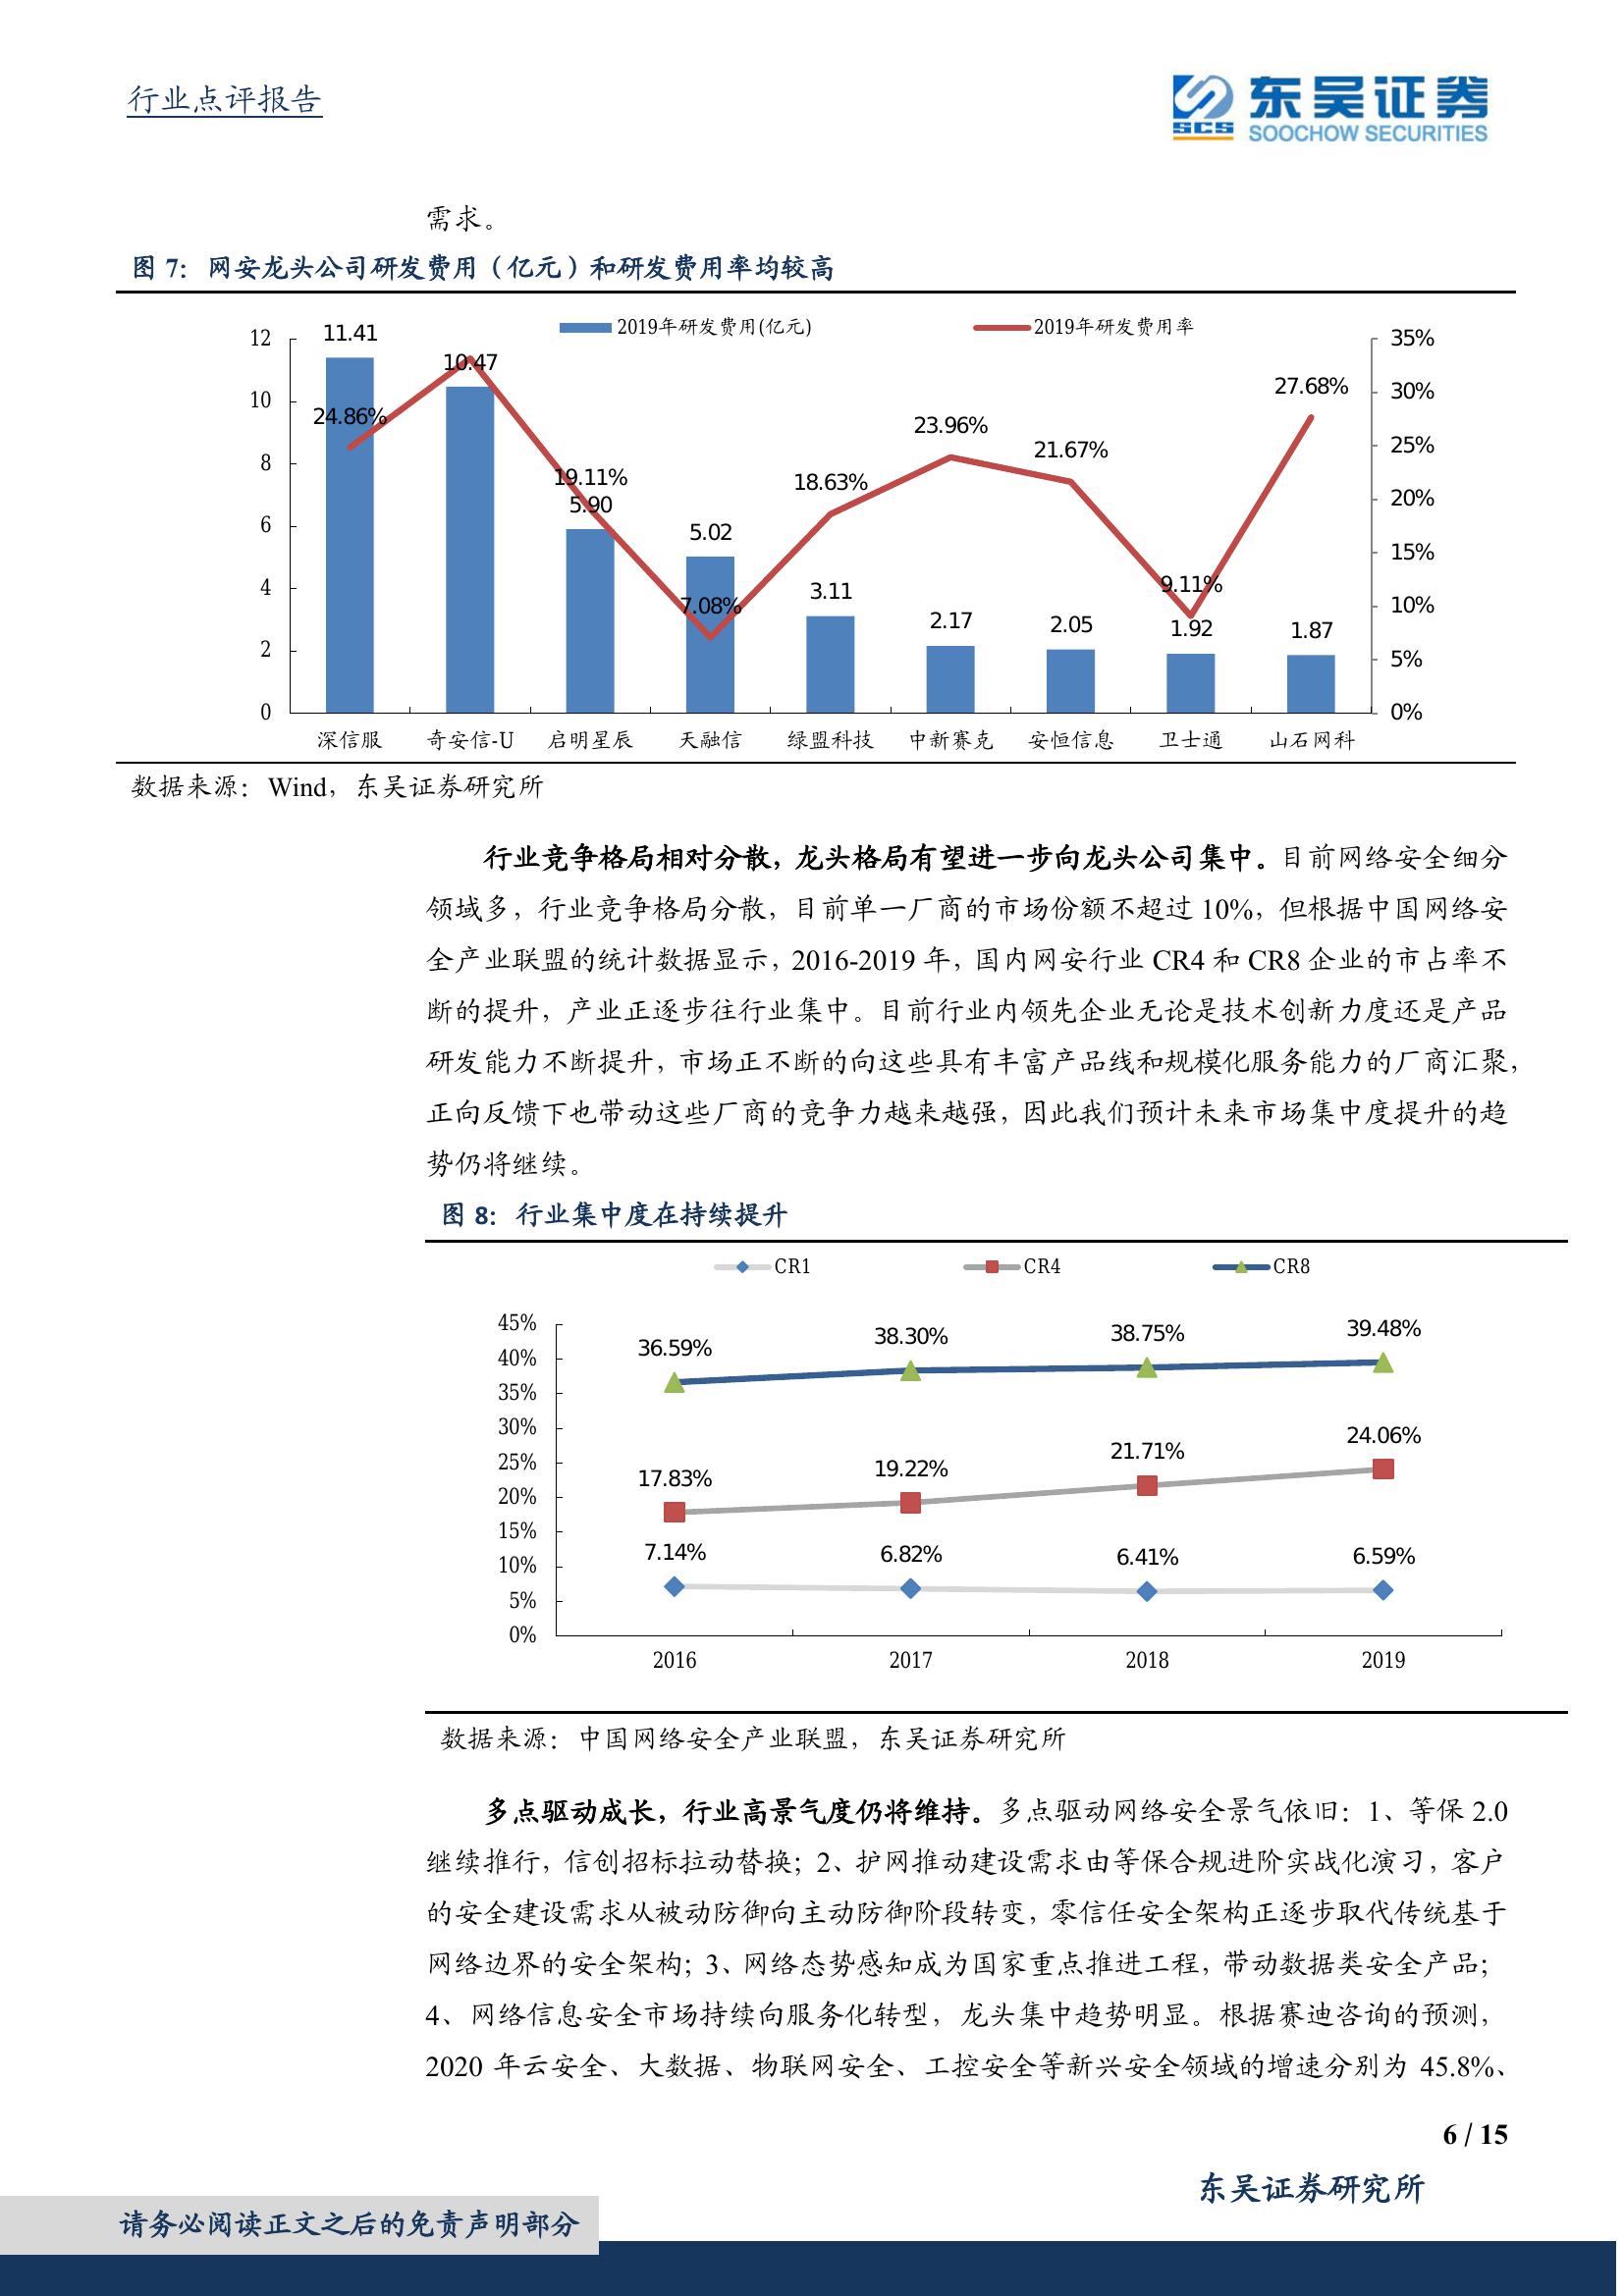 行业点评报告
东吴证券
SCS
SOOCHOW SECURITIES
需求。
图 7： 网安龙头公司研发费用（亿元）和研发费用率均较高
2019年研发费用(亿元)
2019年研发费用率
12
10
8
6
4
2
0
35%
30%
25%
20%
15%
10%
5%
0%
11.41
10.47
5.90
5.02
3.11
2.17
2.05
1.92
1.87
24.86%
19.11%
7.08%
18.63%
23.96%
21.67%
9.11%
27.68%
深信服 奇安信-U 启明星辰 天融信 绿盟科技 中新赛克 安恒信息 卫士通 山石网科
数据来源：Wind，东吴证券研究所
行业竞争格局相对分散，龙头格局有望进一步向龙头公司集中。目前网络安全细分
领域多，行业竞争格局分散，目前单一厂商的市场份额不超过 10%，但根据中国网络安
全产业联盟的统计数据显示，2016-2019 年，国内网安行业 CR4 和 CR8 企业的市占率不
断的提升，产业正逐步往行业集中。目前行业内领先企业无论是技术创新力度还是产品
研发能力不断提升，市场正不断的向这些具有丰富产品线和规模化服务能力的厂商汇聚，
正向反馈下也带动这些厂商的竞争力越来越强，因此我们预计未来市场集中度提升的趋
势仍将继续。
图 8：行业集中度在持续提升
CR1 CR4 CR8
45%
40%
35%
30%
25%
20%
15%
10%
5%
0%
36.59% 38.30% 38.75% 39.48%
17.83% 19.22% 21.71% 24.06%
7.14% 6.82% 6.41% 6.59%
2016 2017 2018 2019
数据来源：中国网络安全产业联盟，东吴证券研究所
多点驱动成长，行业高景气度仍将维持。多点驱动网络安全景气依旧：1、等保 2.0
继续推行，信创招标拉动替换；2、护网推动建设需求由等保合规进阶实战化演习，客户
的安全建设需求从被动防御向主动防御阶段转变，零信任安全架构正逐步取代传统基于
网络边界的安全架构；3、网络态势感知成为国家重点推进工程，带动数据类安全产品；
4、网络信息安全市场持续向服务化转型，龙头集中趋势明显。根据赛迪咨询的预测，
2020 年云安全、大数据、物联网安全、工控安全等新兴安全领域的增速分别为 45.8%、
6 / 15
东吴证券研究所
请务必阅读正文之后的免责声明部分